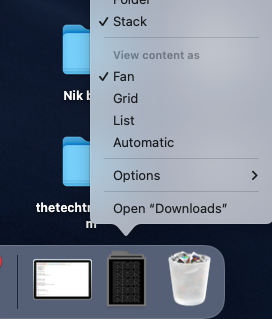 Folder
✓ Stack
View content as
✓ Fan
Grid
List
Automatic
Options
Open “Downloads”
Nik b
thetechtr
m